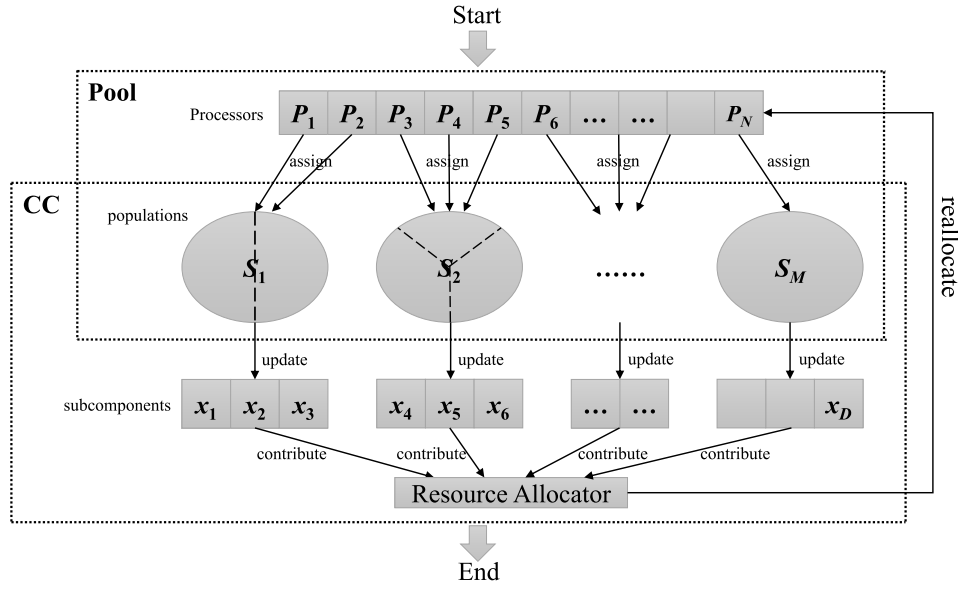 Start
Pool
Processors P1 P2 P3 P4 P5 P6 ... ... PN
assign assign assign assign
CC
populations
S1 S2 ...... SM
reallocate
update update update update
subcomponents x1 x2 x3 x4 x5 x6 ... ... xD
contribute contribute contribute contribute
Resource Allocator
End